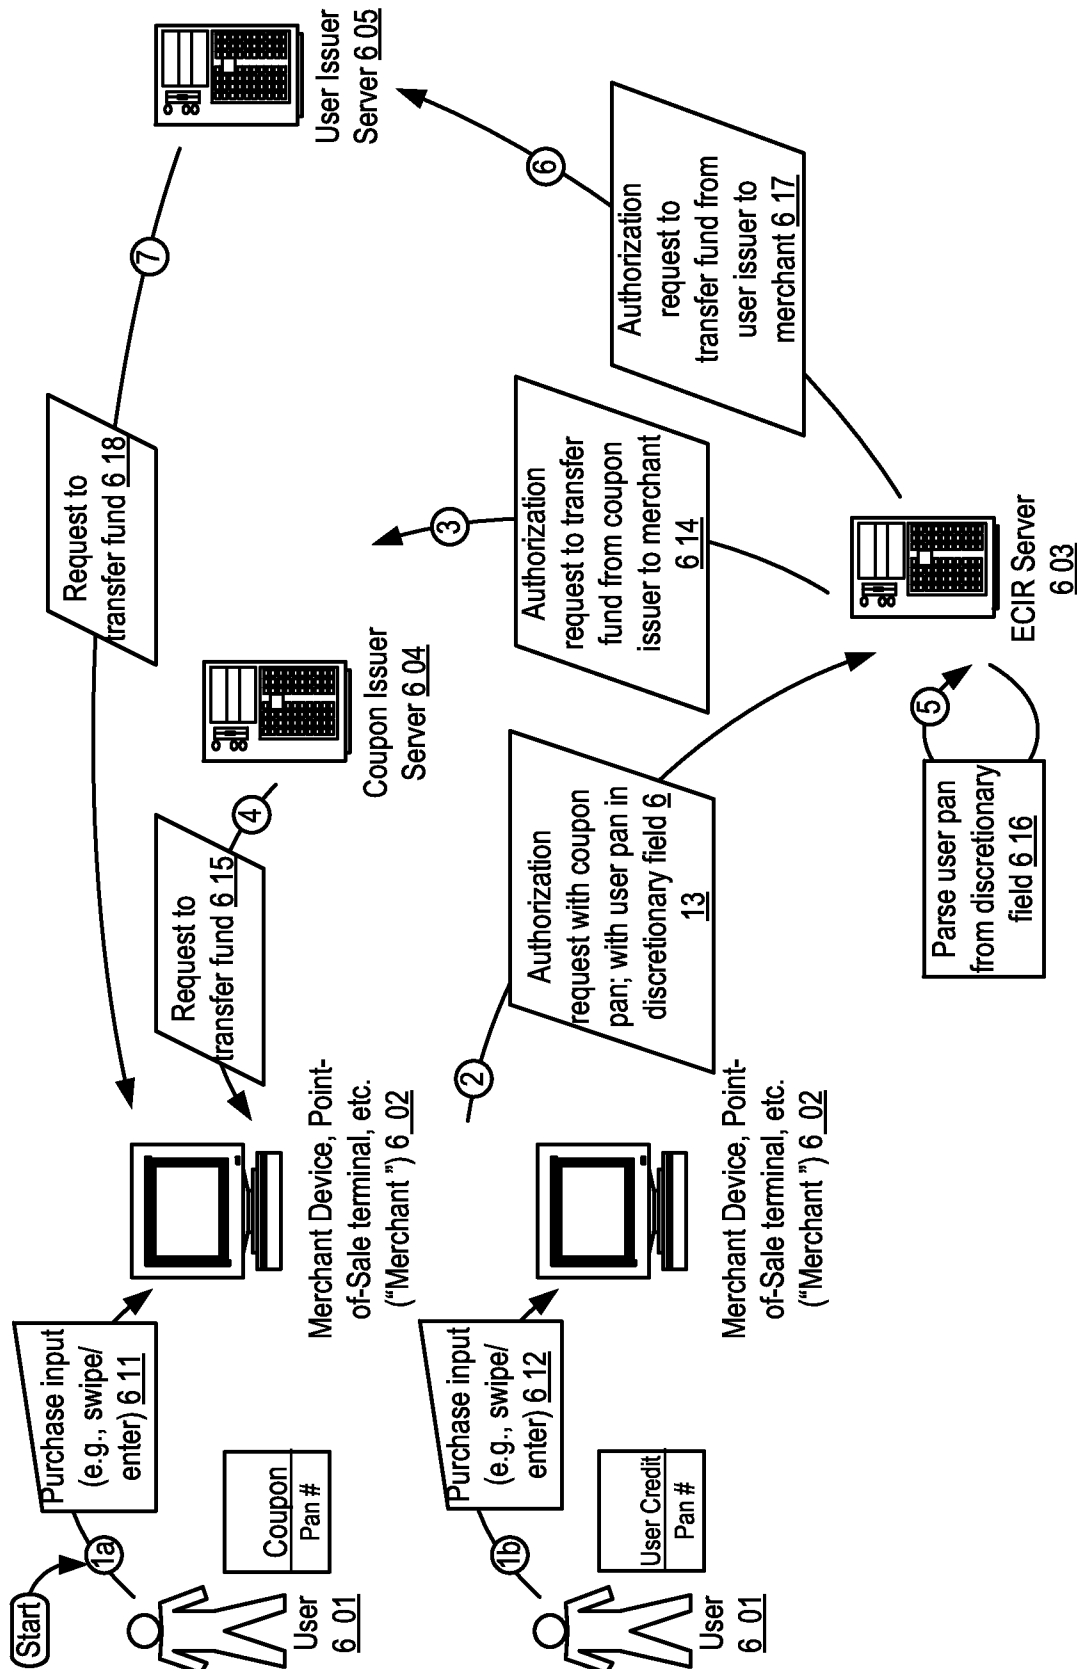 Start
1a
Purchase input
(e.g., swipe/
enter) 6 11
Coupon
Pan #
User
6 01
Merchant Device, Point-
of-Sale terminal, etc.
("Merchant ") 6 02
1b
Purchase input
(e.g., swipe/
enter) 6 12
User Credit
Pan #
User
6 01
Merchant Device, Point-
of-Sale terminal, etc.
("Merchant ") 6 02
2
Authorization
request with coupon
pan; with user pan in
discretionary field 6
13
ECIR Server
6 03
3
Authorization
request to transfer
fund from coupon
issuer to merchant
6 14
Coupon Issuer
Server 6 04
4
Request to
transfer fund 6 15
5
Parse user pan
from discretionary
field 6 16
6
Authorization
request to
transfer fund from
user issuer to
merchant 6 17
User Issuer
Server 6 05
7
Request to
transfer fund 6 18